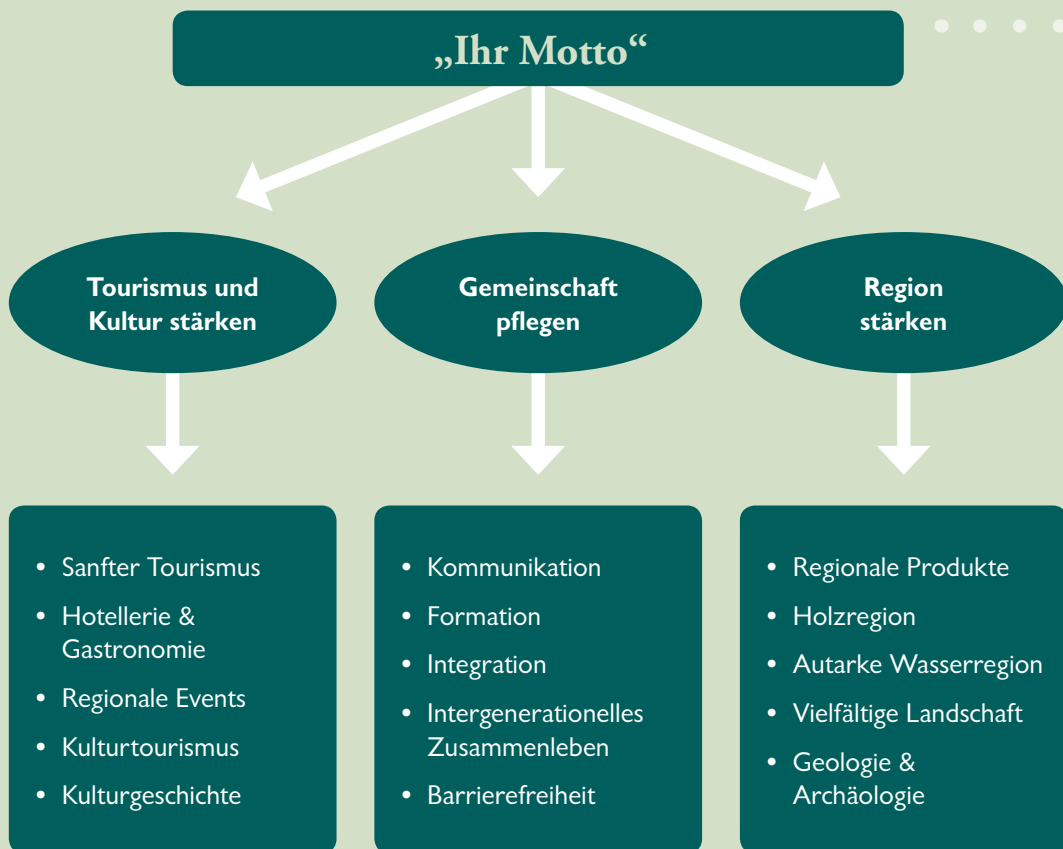 „Ihr Motto“
Tourismus und
Kultur stärken
Gemeinschaft
pflegen
Region
stärken
• Sanfter Tourismus
• Hotellerie &
Gastronomie
• Regionale Events
• Kulturtourismus
• Kulturgeschichte
• Kommunikation
• Formation
• Integration
• Intergenerationelles
Zusammenleben
• Barrierefreiheit
• Regionale Produkte
• Holzregion
• Autarke Wasserregion
• Vielfältige Landschaft
• Geologie &
Archäologie